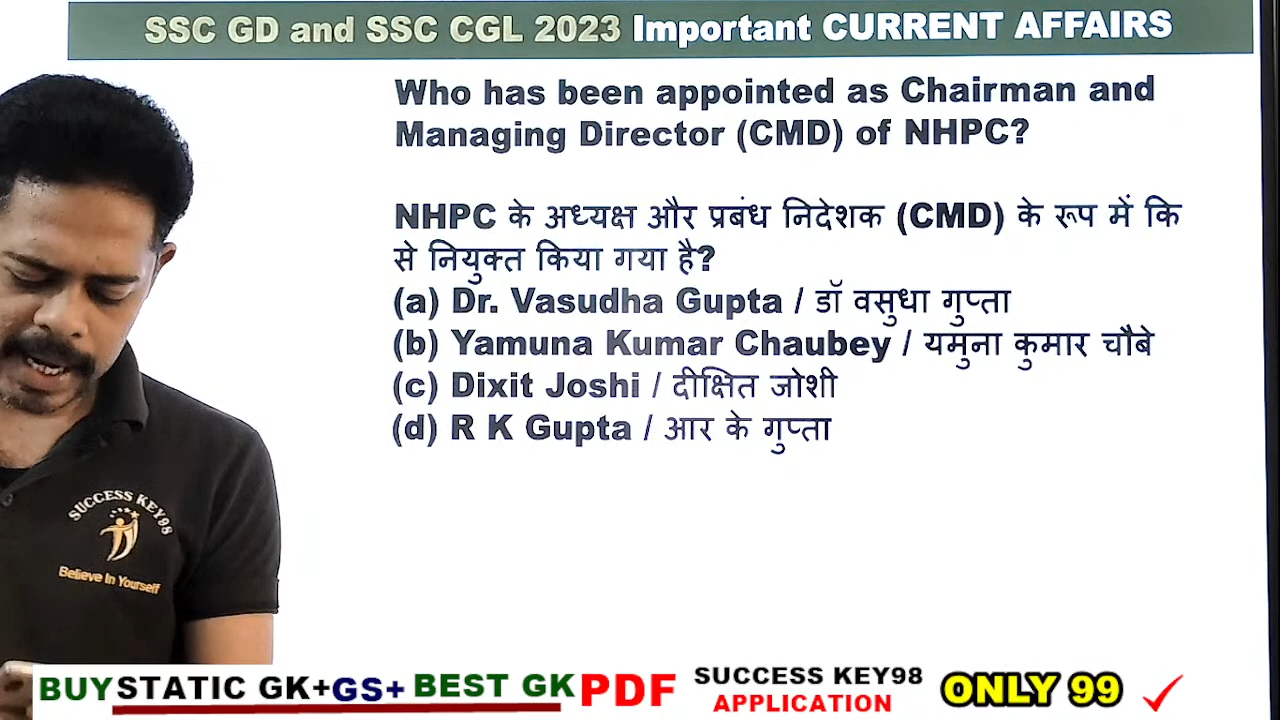 SSC GD and SSC CGL 2023 Important CURRENT AFFAIRS
Who has been appointed as Chairman and
Managing Director (CMD) of NHPC?
NHPC के अध्यक्ष और प्रबंध निदेशक (CMD) के रूप में कि
से नियुक्त किया गया है?
(a) Dr. Vasudha Gupta / डॉ वसुधा गुप्ता
(b) Yamuna Kumar Chaubey / यमुना कुमार चौबे
(c) Dixit Joshi / दीक्षित जोशी
(d) R K Gupta / आर के गुप्ता
SUCCESS KEY98
Believe In Yourself
BUY STATIC GK+GS+ BEST GK PDF
SUCCESS KEY98
APPLICATION
ONLY 99